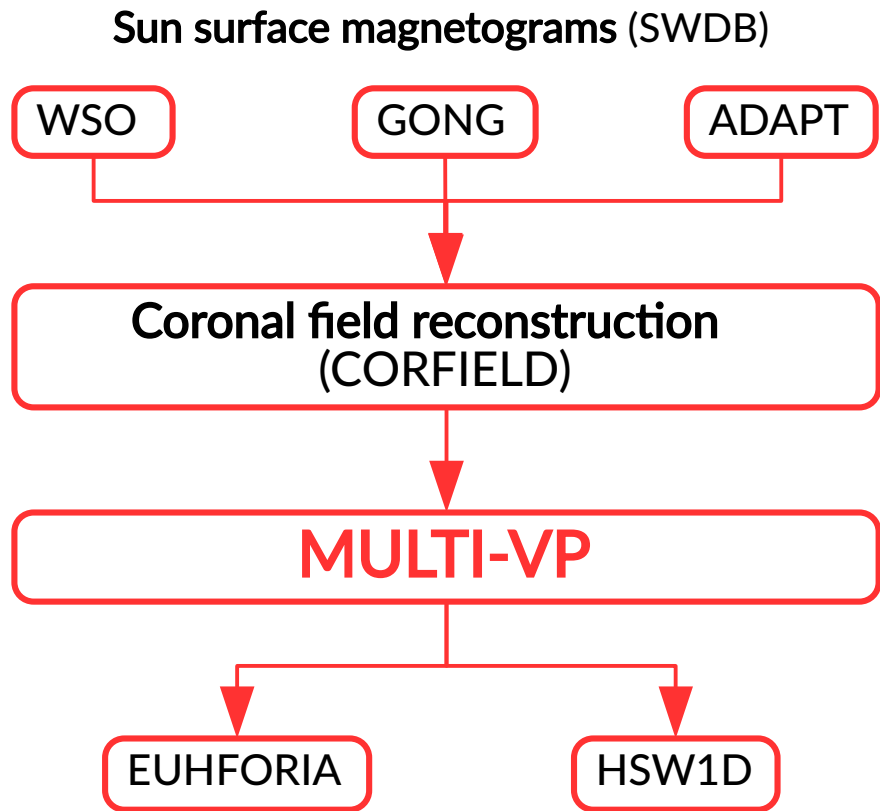 Sun surface magnetograms (SWDB)
WSO
GONG
ADAPT
Coronal field reconstruction
(CORFIELD)
MULTI-VP
EUHFORIA
HSW1D